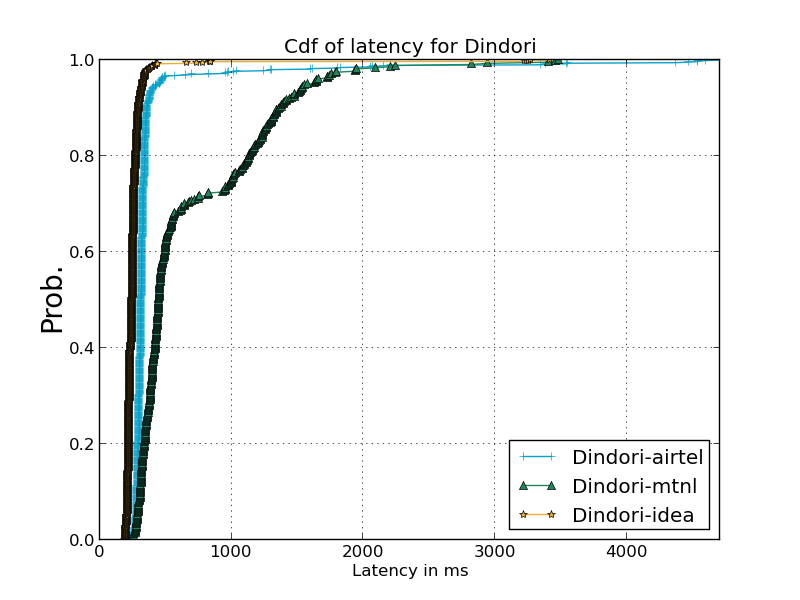 Cdf of latency for Dindori
1.0
0.8
0.6
0.4
0.2
0.0
Prob.
0
1000
2000
3000
4000
Latency in ms
Dindori-airtel
Dindori-mtnl
Dindori-idea